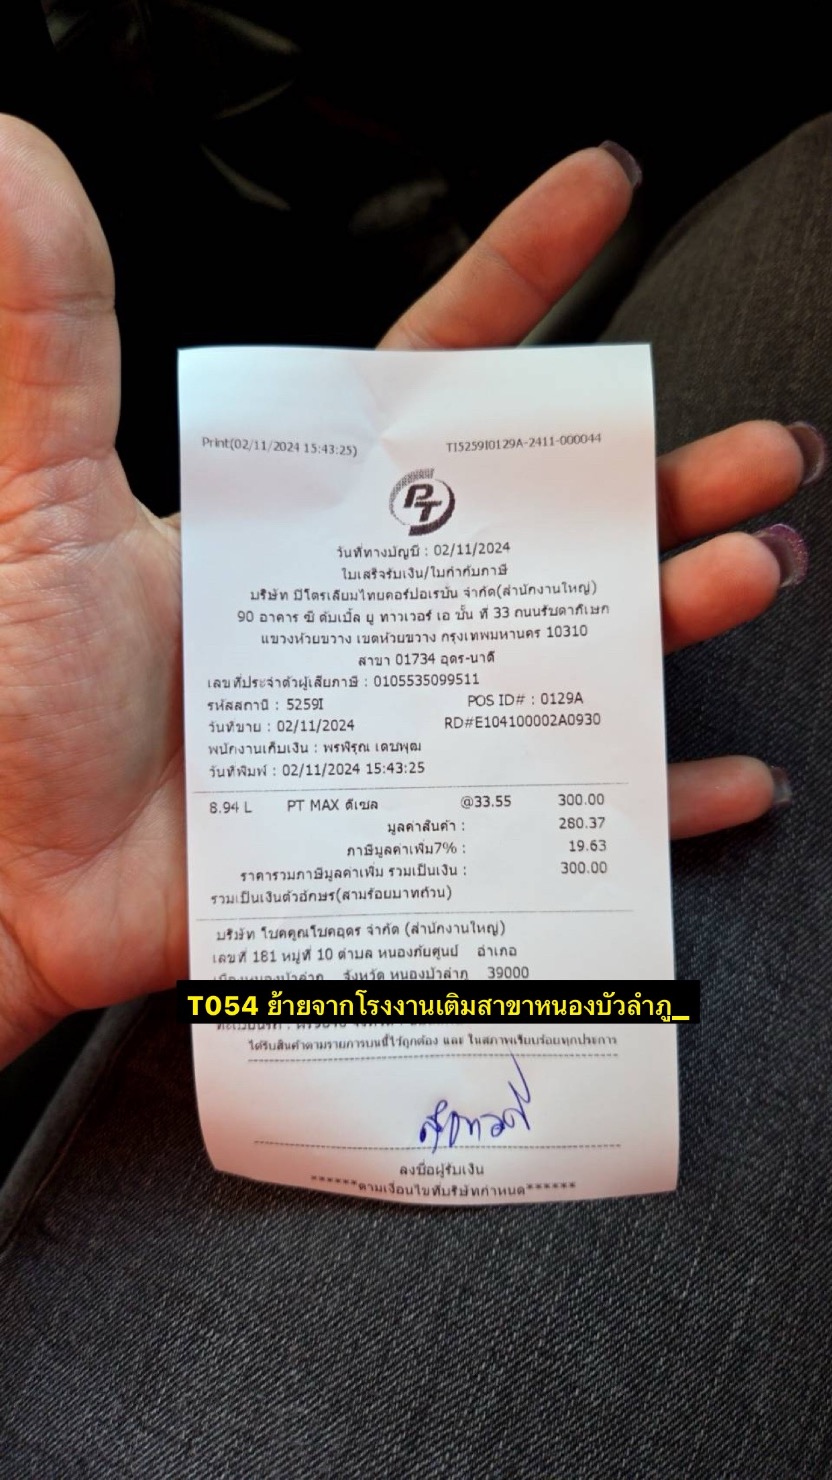 Print(02/11/2024 15:43:25) TI5259I0129A-2411-000044
PT
วันที่ทางบัญชี : 02/11/2024
ใบเสร็จรับเงิน/ใบกำกับภาษี
บริษัท ปิโตรเลียมไทยคอร์ปอเรชั่น จำกัด(สำนักงานใหญ่)
90 อาคาร ซี ดับเบิ้ล ยู ทาวเวอร์ เอ ชั้น ที่ 33 ถนนรัชดาภิเษก
แขวงห้วยขวาง เขตห้วยขวาง กรุงเทพมหานคร 10310
สาขา 01734 อุดร-นาดี
เลขที่ประจำตัวผู้เสียภาษี : 0105535099511
รหัสสถานี : 5259I POS ID# : 0129A
วันที่ขาย : 02/11/2024 RD#E104100002A0930
พนักงานเก็บเงิน : พรพิรุณ
วันที่พิมพ์ : 02/11/2024 15:43:25
8.94 L PT MAX ดีเซล @33.55 300.00
มูลค่าสินค้า : 280.37
ภาษีมูลค่าเพิ่ม7% : 19.63
ราคารวมภาษีมูลค่าเพิ่ม รวมเป็นเงิน : 300.00
รวมเป็นเงินตัวอักษร(สามร้อยบาทถ้วน)
บริษัท โชคคูณโชคอุดร จำกัด (สำนักงานใหญ่)
เลขที่ 181 หมู่ที่ 10 ตำบล หนองภัยศูนย์ อำเภอ
เมืองหนองบัวลำภู จังหวัด หนองบัวลำภู 39000
T054 ย้ายจากโรงงานเติมสาขาหนองบัวลำภู_
ได้รับสินค้าตามรายการบนนี้ไว้ถูกต้อง และ ในสภาพเรียบร้อยทุกประการ
ลงชื่อผู้รับเงิน
******ตามเงื่อนไขที่บริษัทกำหนด******